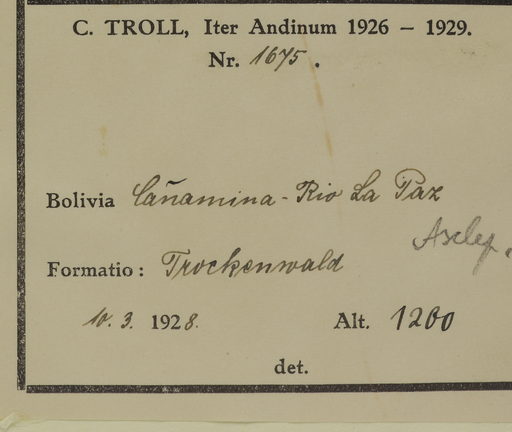 C. TROLL, Iter Andinum 1926 – 1929.
Nr. 1675.
Bolivia Cañamina - Rio La Paz
Asclep.
Formatio: Trockenwald
10. 3. 1928. Alt. 1200
det.